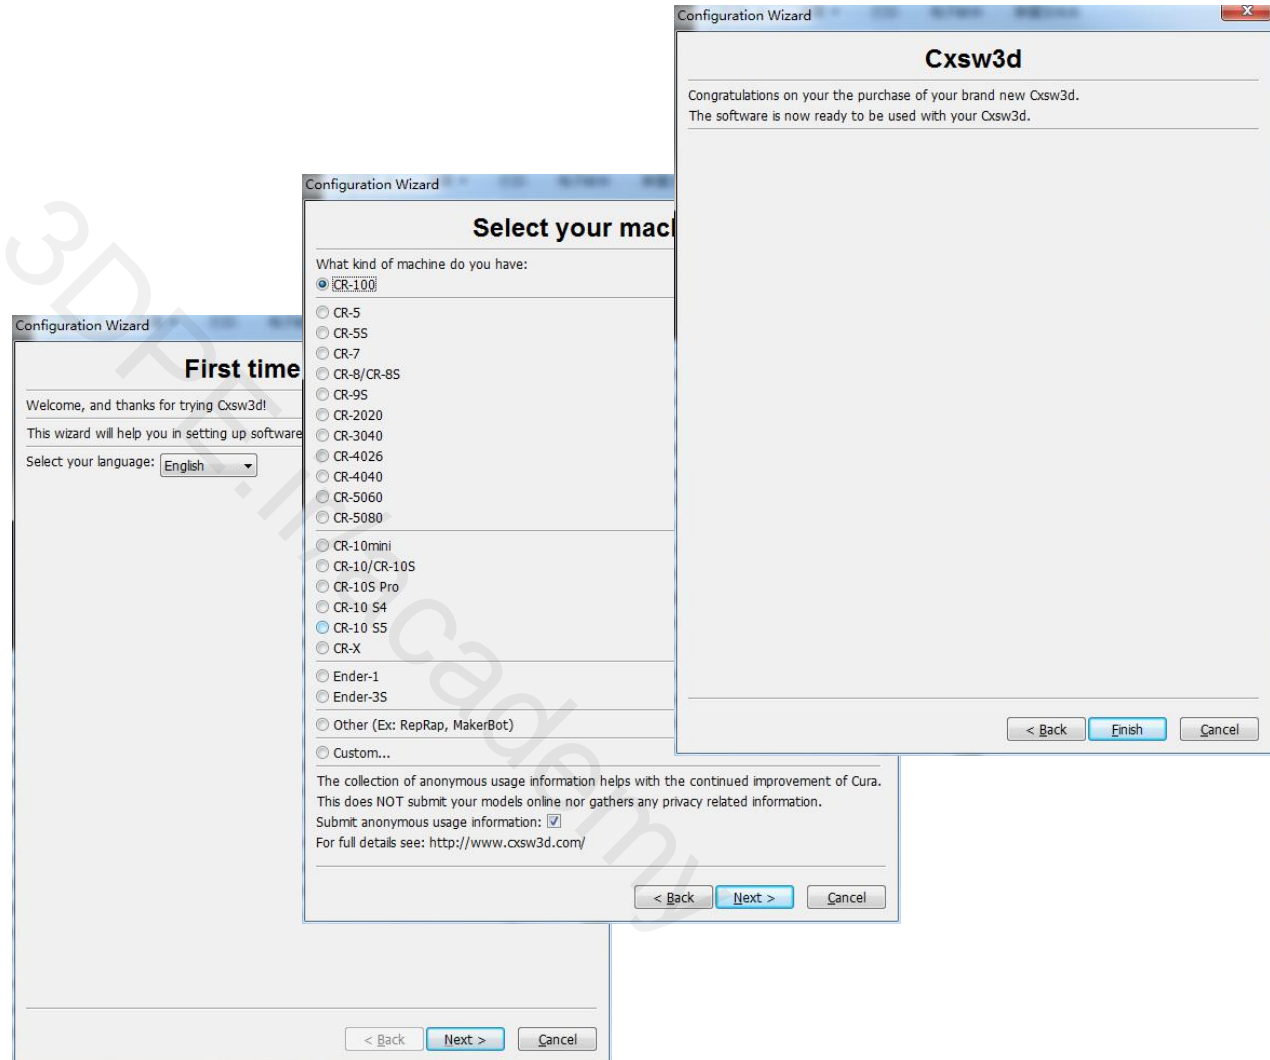 Configuration Wizard
First time
Welcome, and thanks for trying Cxsw3d!
This wizard will help you in setting up software
Select your language: English
< Back Next > Cancel
Configuration Wizard
Select your
What kind of machine do you have:
CR-100
CR-5
CR-5S
CR-7
CR-8/CR-8S
CR-9S
CR-2020
CR-3040
CR-4026
CR-4040
CR-5060
CR-5080
CR-10mini
CR-10/CR-10S
CR-10S Pro
CR-10 S4
CR-10 S5
CR-X
Ender-1
Ender-3S
Other (Ex: RepRap, MakerBot)
Custom...
The collection of anonymous usage information helps with the continued improvement of Cura.
This does NOT submit your models online nor gathers any privacy related information.
Submit anonymous usage information:
For full details see: http://www.cxsw3d.com/
< Back Next > Cancel
Configuration Wizard
Cxsw3d
Congratulations on your the purchase of your brand new Cxsw3d.
The software is now ready to be used with your Cxsw3d.
< Back Finish Cancel
3DPE.ir/academy